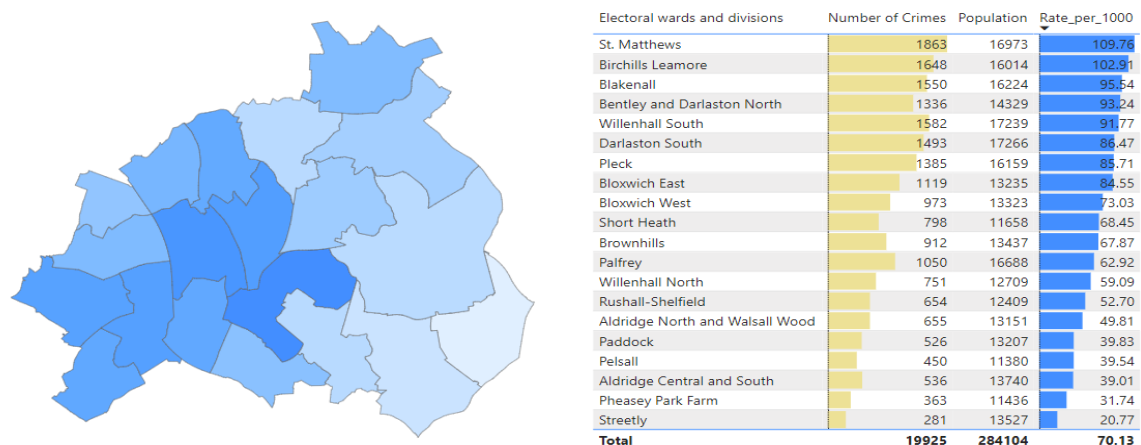 Electoral wards and divisions Number of Crimes Population Rate_per_1000
St. Matthews 1863 16973 109.76
Birchills Leamore 1648 16014 102.91
Blakenall 1550 16224 95.54
Bentley and Darlaston North 1336 14329 93.24
Willenhall South 1582 17239 91.77
Darlaston South 1493 17266 86.47
Pleck 1385 16159 85.71
Bloxwich East 1119 13235 84.55
Bloxwich West 973 13323 73.03
Short Heath 798 11658 68.45
Brownhills 912 13437 67.87
Palfrey 1050 16688 62.92
Willenhall North 751 12709 59.09
Rushall-Shelfield 654 12409 52.70
Aldridge North and Walsall Wood 655 13151 49.81
Paddock 526 13207 39.83
Pelsall 450 11380 39.54
Aldridge Central and South 536 13740 39.01
Pheasey Park Farm 363 11436 31.74
Streetly 281 13527 20.77
Total 19925 284104 70.13